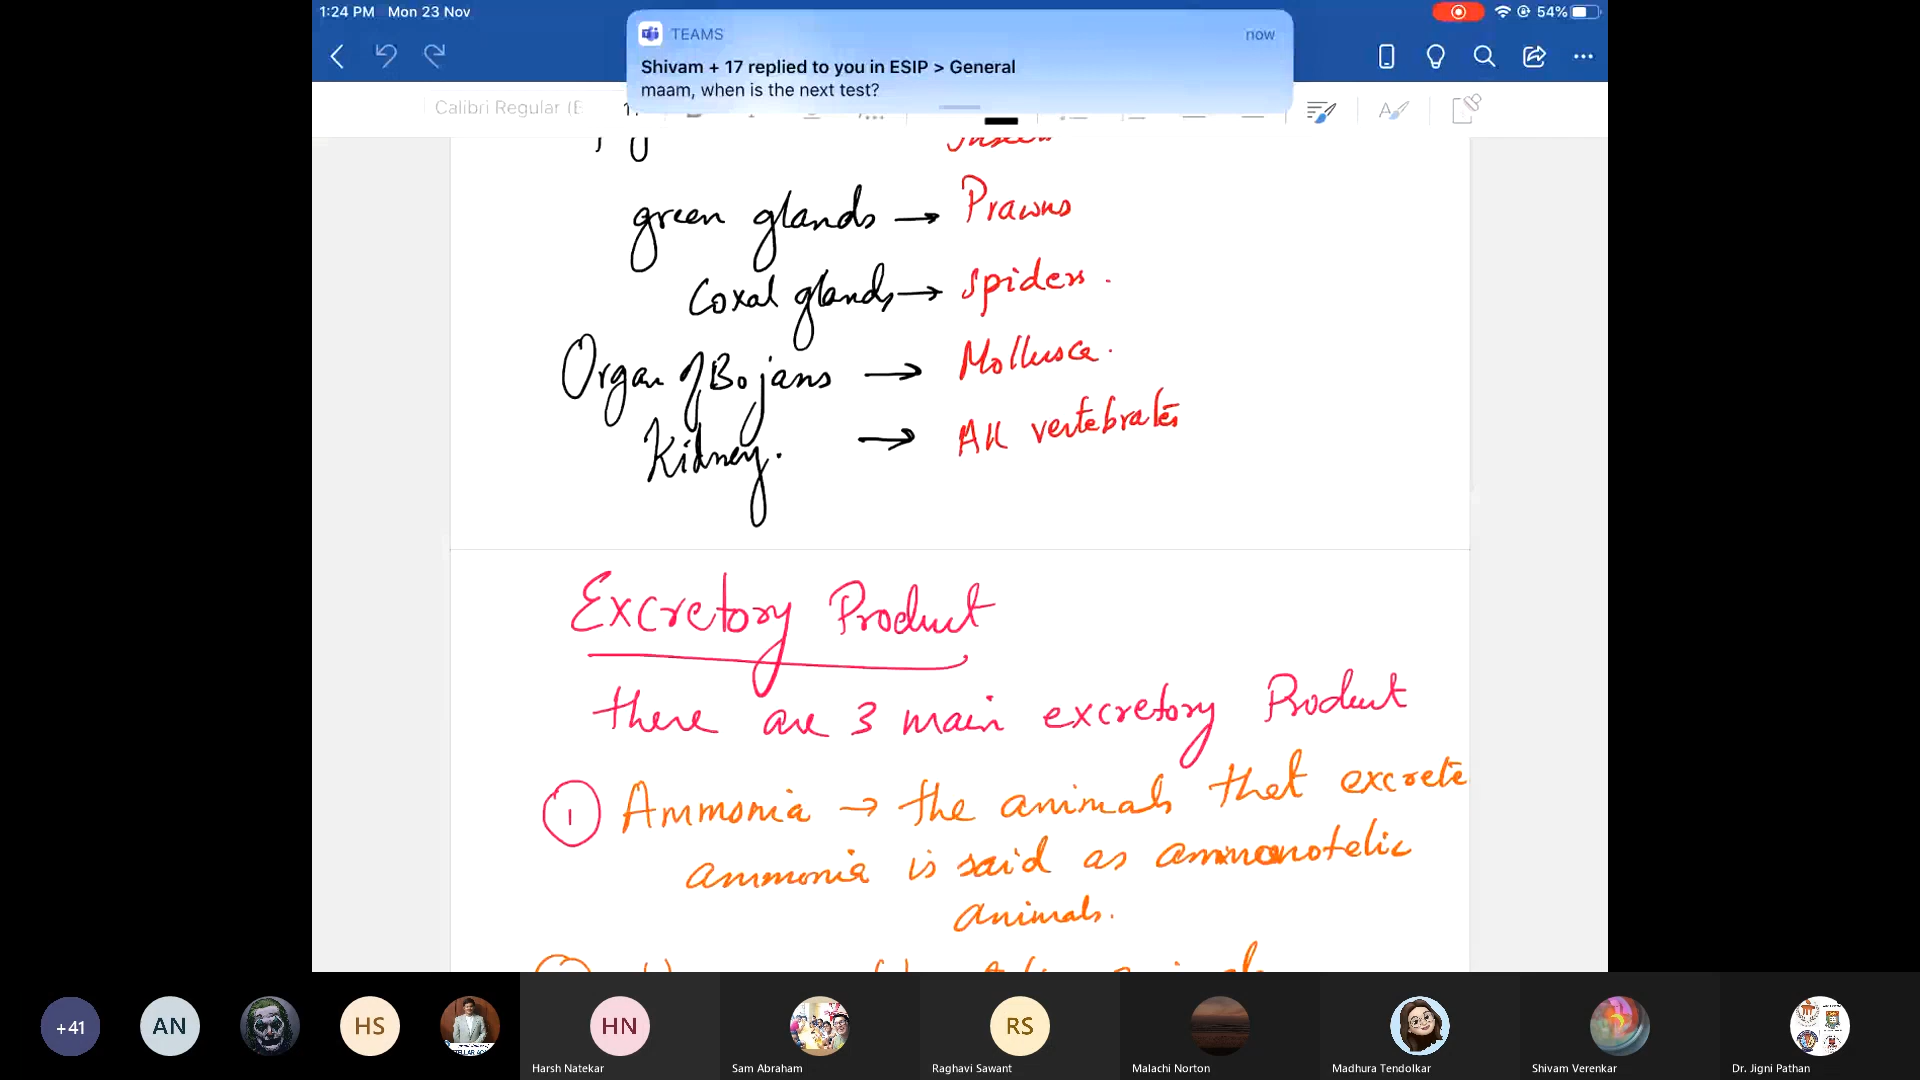 1:24 PM Mon 23 Nov
54%
TEAMS
now
Shivam + 17 replied to you in ESIP > General
maam, when is the next test?
Calibri Regular (E
green glands → Prawns
Coxal glands → Spiders.
Organ of Bojans → Mollusca.
Kidney. → All vertebrates
Excretory Product
there are 3 main excretory Product
1 Ammonia → the animals that excrete
ammonia is said as ammonotelic
animals.
+41
AN
HS
HN
RS
Harsh Natekar
Sam Abraham
Raghavi Sawant
Malachi Norton
Madhura Tendolkar
Shivam Verenkar
Dr. Jigni Pathan